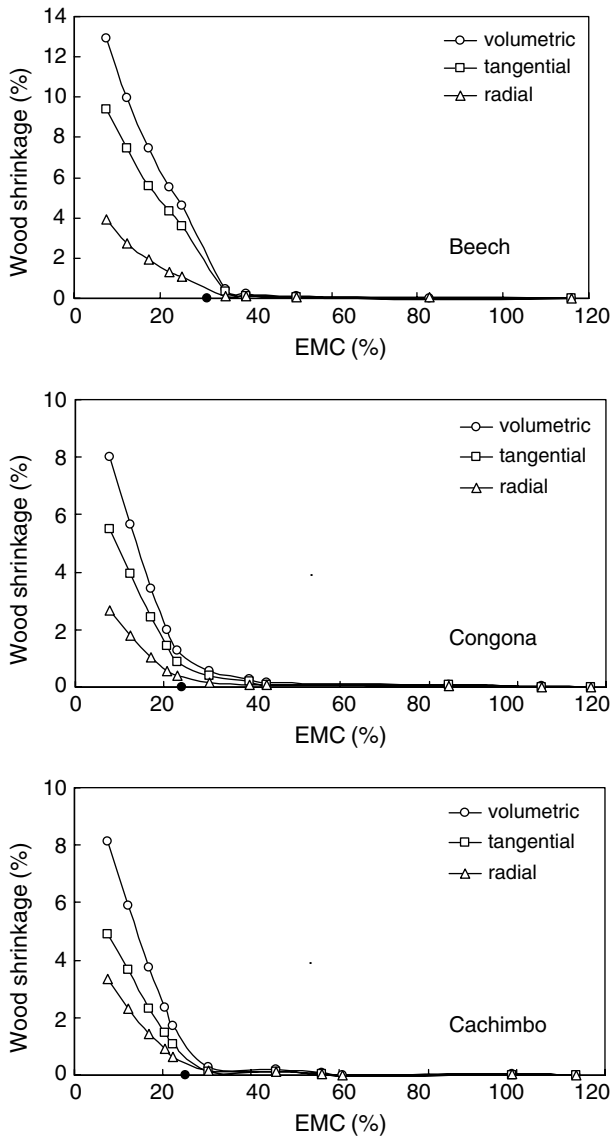 14
12
10
8
6
4
2
0
Wood shrinkage (%)
volumetric
tangential
radial
Beech
0 20 40 60 80 100 120
EMC (%)
10
8
6
4
2
0
Wood shrinkage (%)
volumetric
tangential
radial
Congona
0 20 40 60 80 100 120
EMC (%)
10
8
6
4
2
0
Wood shrinkage (%)
volumetric
tangential
radial
Cachimbo
0 20 40 60 80 100 120
EMC (%)